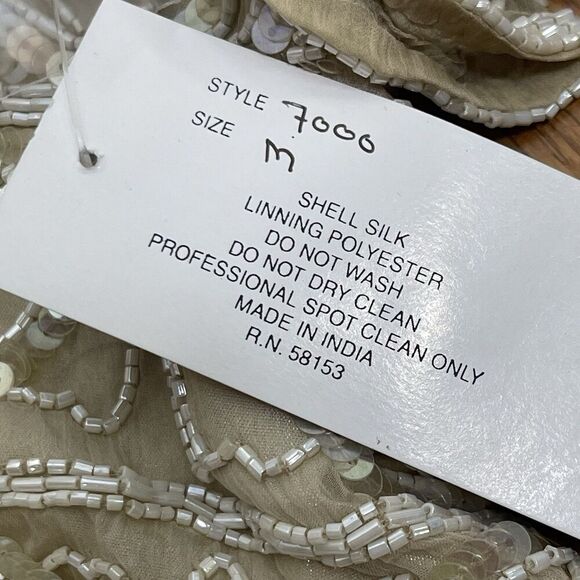 STYLE 7000
SIZE M
SHELL SILK
LINNING POLYESTER
DO NOT WASH
DO NOT DRY CLEAN
PROFESSIONAL SPOT CLEAN ONLY
MADE IN INDIA
R.N. 58153